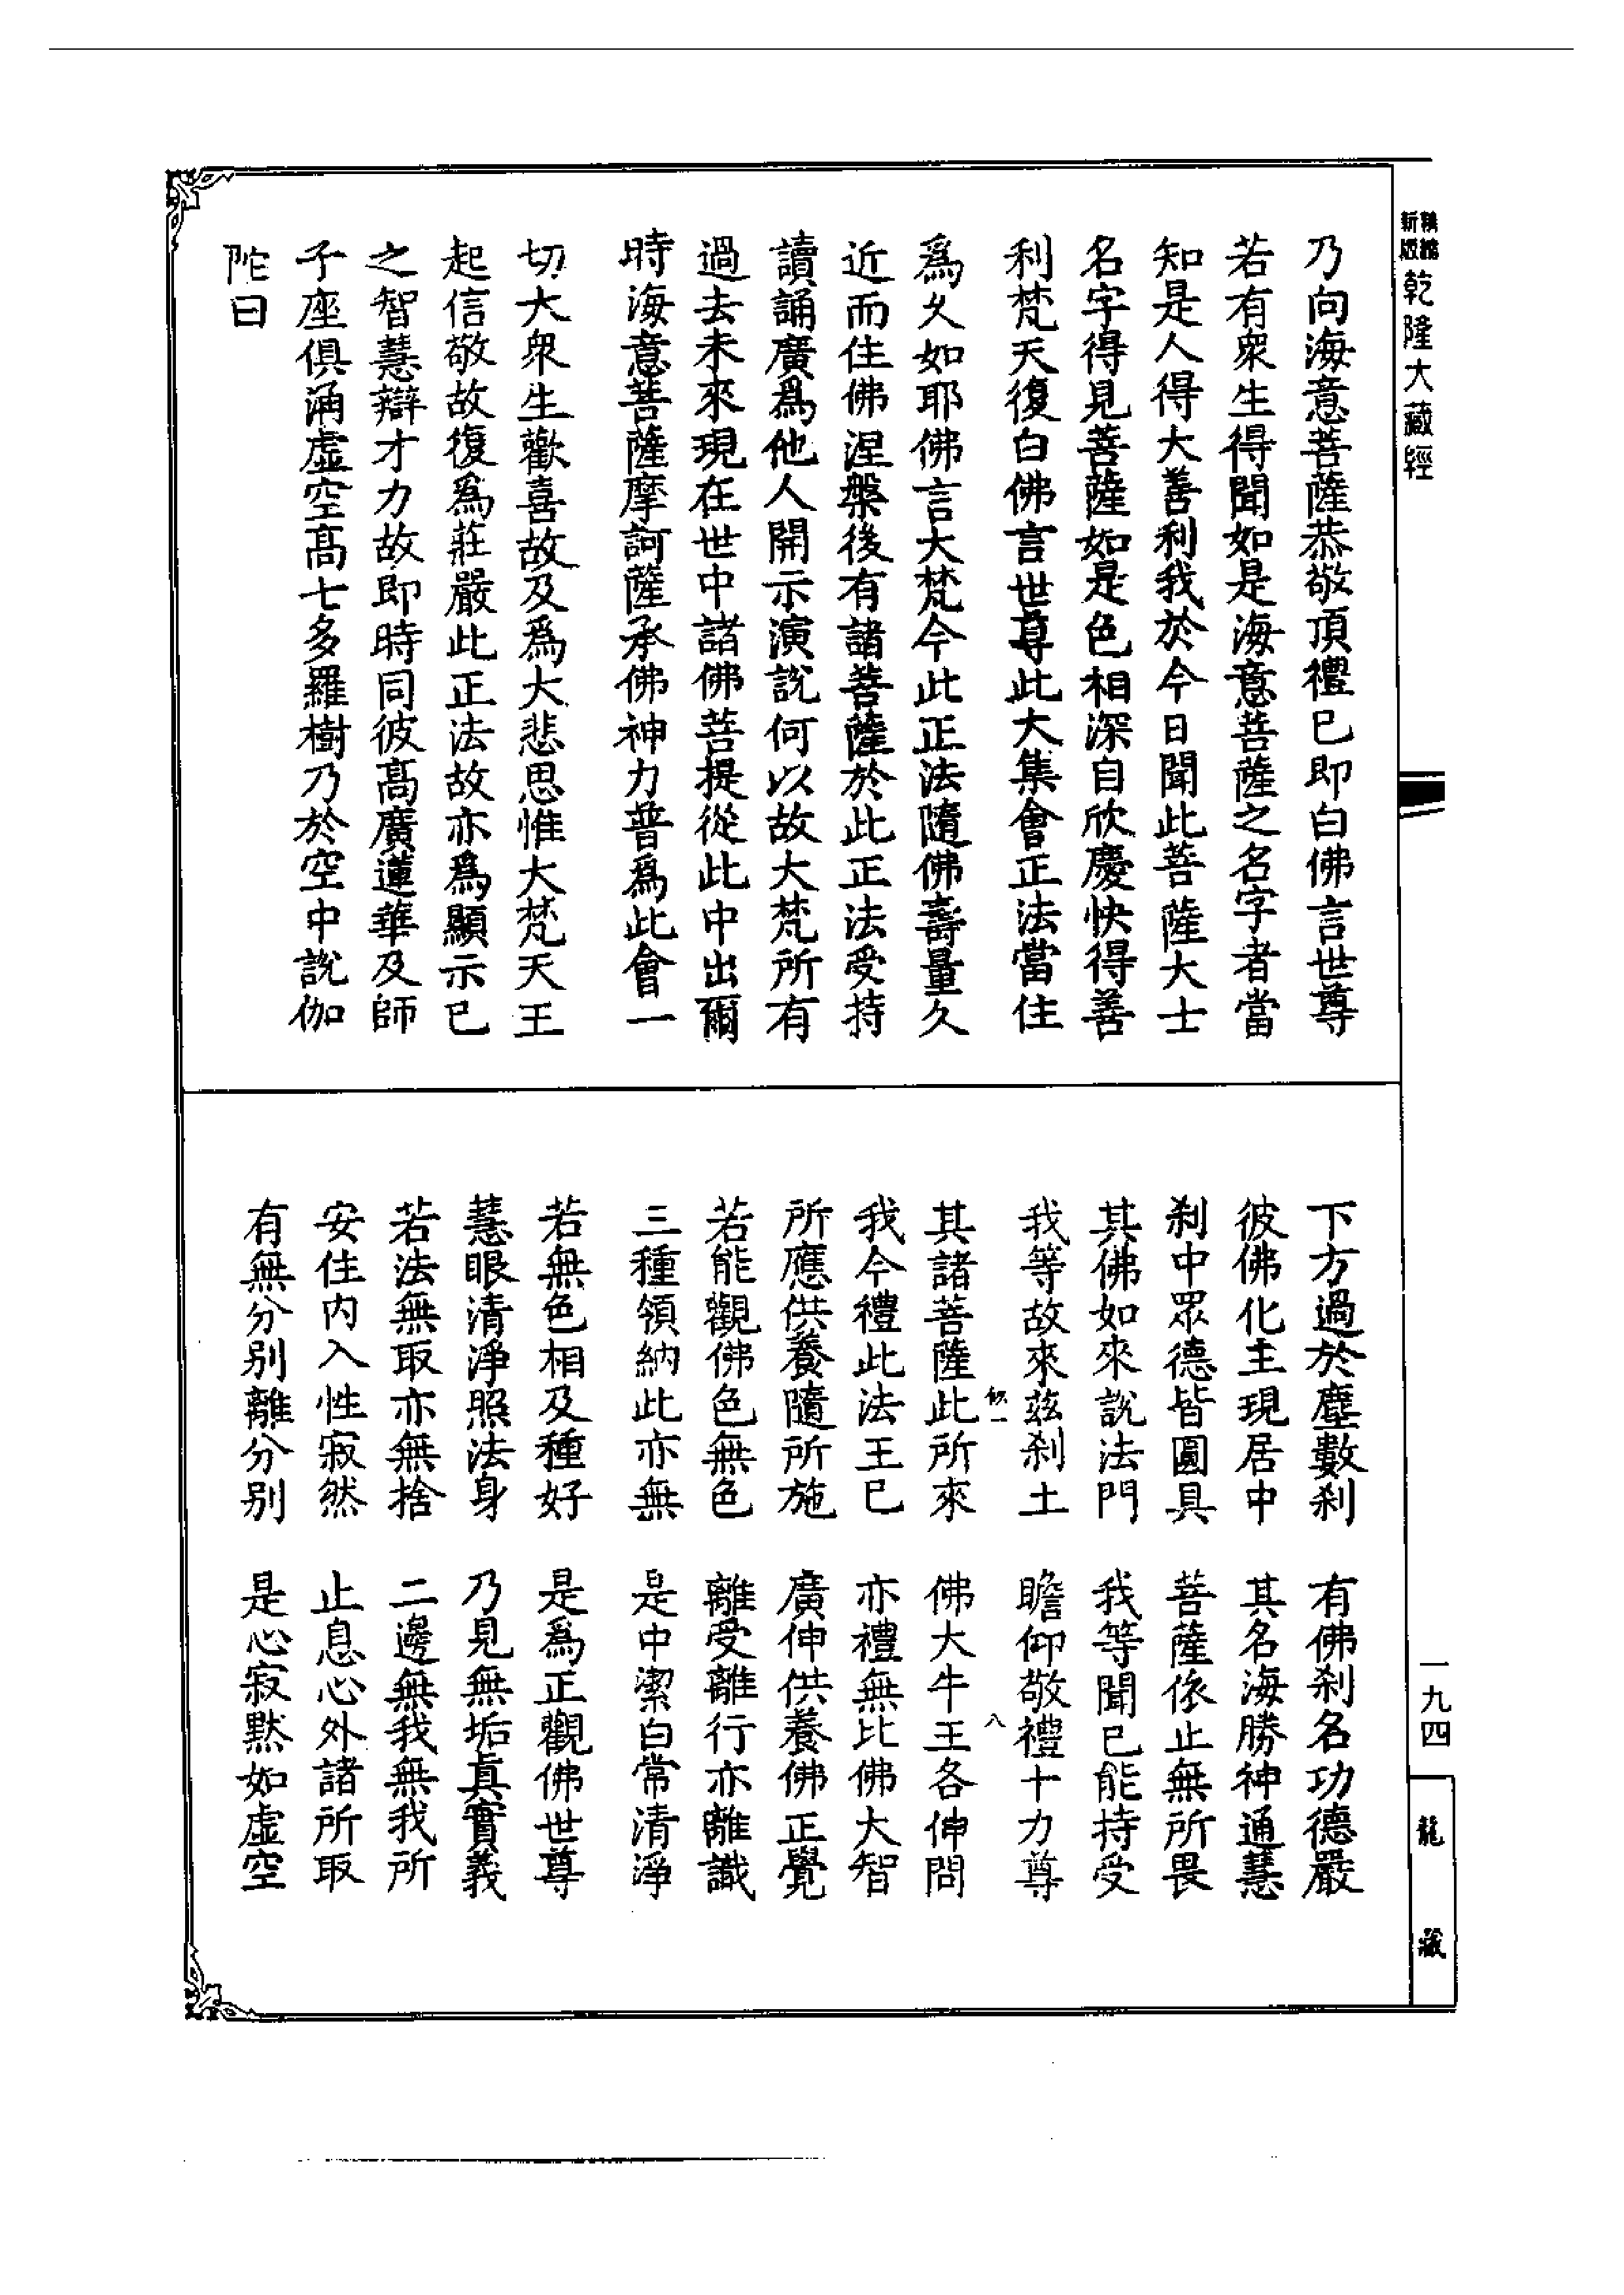 新版
乾隆大藏經
乃向海意菩薩恭敬頂禮已即白佛言世尊
若有衆生得聞如是海意菩薩之名字者當
知是人得大善利我於今日聞此菩薩大士
名字得見菩薩如是色相深自欣慶快得善
利梵天復白佛言世尊此大集會正法當住
爲久如耶佛言大梵今此正法隨佛壽量久
近而住佛涅槃後有諸菩薩於此正法受持
讀誦廣爲他人開示演說何以故大梵所有
過去未來現在世中諸佛菩提從此中出爾
時海意菩薩摩訶薩承佛神力普爲此會一
切大衆生歡喜故及爲大悲思惟大梵天王
起信敬故復爲莊嚴此正法故亦爲顯示已
之智慧辯才力故即時同彼高廣蓮華及師
子座俱涌虛空高七多羅樹乃於空中說伽
陀曰
下方過於塵數刹　有佛刹名功德嚴
彼佛化主現居中　其名海勝神通慧
刹中眾德皆圓具　菩薩依止無所畏
其佛如來說法門　我等聞已能持受
我等故來茲刹土　瞻仰敬禮十力尊
八
其諸菩薩此所來　佛大牛王各伸問
我今禮此法王已　亦禮無比佛大智
所應供養隨所施　廣伸供養佛正覺
若能觀佛色無色　離受離行亦離識
三種領納此亦無　是中潔白常清淨
若無色相及種好　是爲正觀佛世尊
慧眼清淨照法身　乃見無垢眞實義
若法無取亦無捨　二邊無我無我所
安住内入性寂然　止息心外諸所取
有無分别離分别　是心寂默如虛空
一九四
龍藏